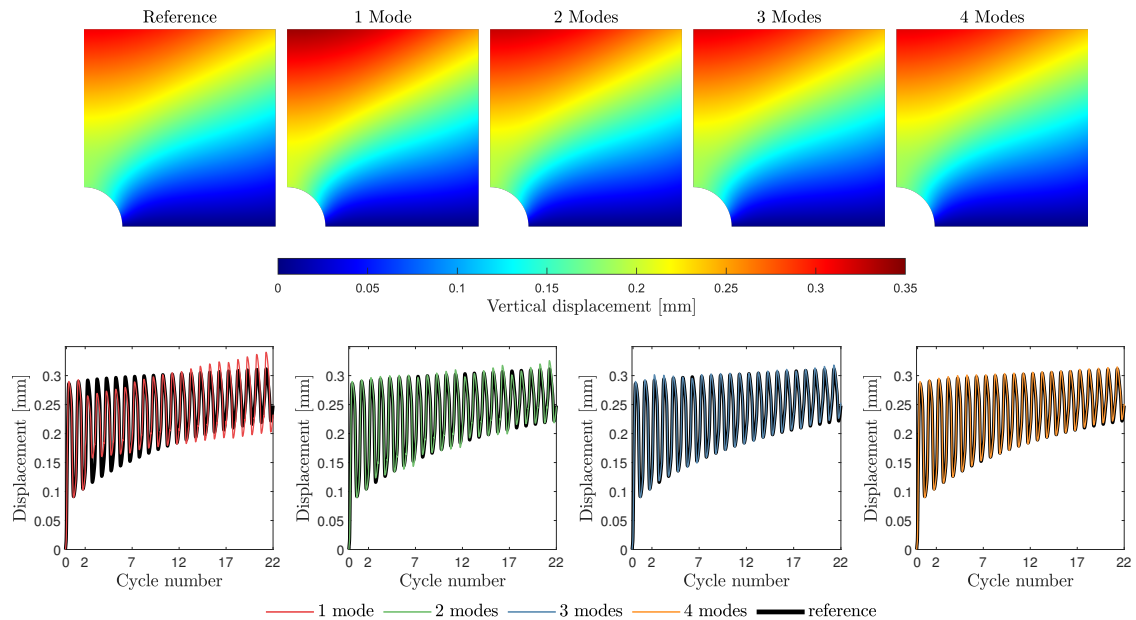 Reference 1 Mode 2 Modes 3 Modes 4 Modes
0 0.05 0.1 0.15 0.2 0.25 0.3 0.35
Vertical displacement [mm]
Displacement [mm]
0.3
0.25
0.2
0.15
0.1
0.05
0
0 2 7 12 17 22
Cycle number
Displacement [mm]
0.3
0.25
0.2
0.15
0.1
0.05
0
0 2 7 12 17 22
Cycle number
Displacement [mm]
0.3
0.25
0.2
0.15
0.1
0.05
0
0 2 7 12 17 22
Cycle number
Displacement [mm]
0.3
0.25
0.2
0.15
0.1
0.05
0
0 2 7 12 17 22
Cycle number
1 mode 2 modes 3 modes 4 modes reference